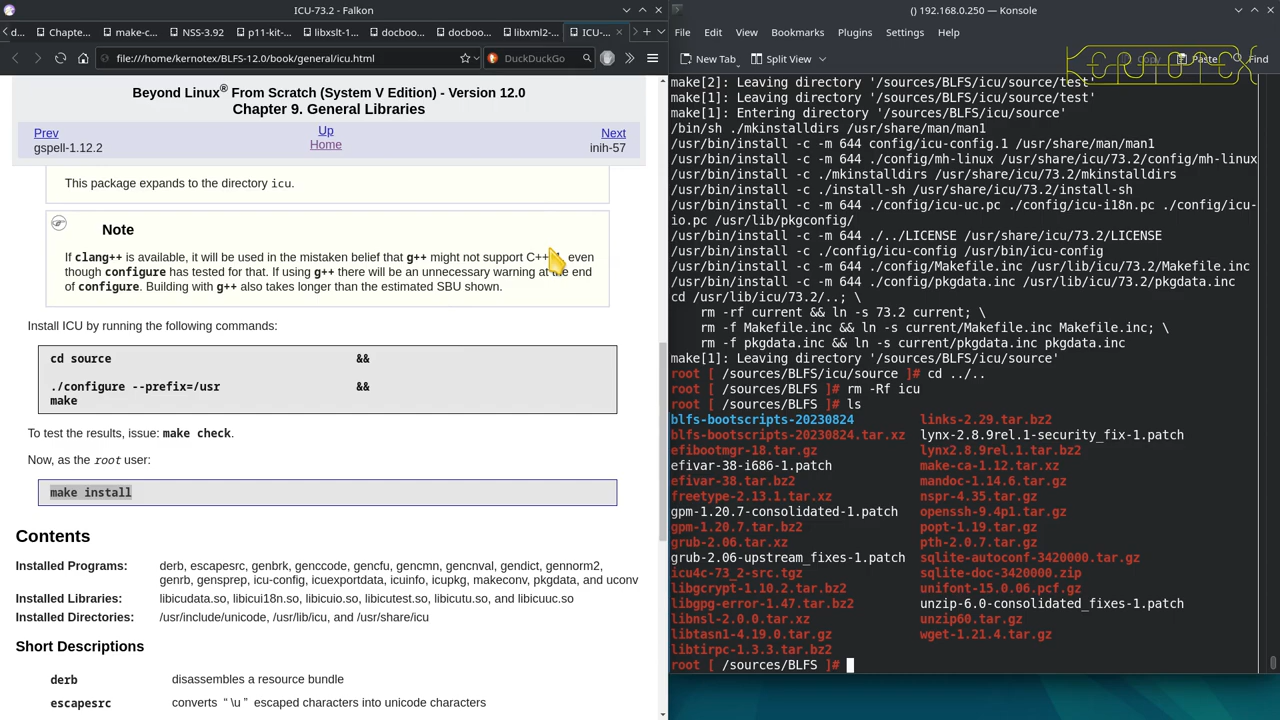 ICU-73.2 - Falkon
d...
Chapte...
make-c...
NSS-3.92
p11-kit-...
libxslt-1...
docboo...
docboo...
libxml2-...
ICU-...
file:///home/kernotex/BLFS-12.0/book/general/icu.html
DuckDuckGo
Beyond Linux® From Scratch (System V Edition) - Version 12.0
Chapter 9. General Libraries
Prev
Up
Next
gspell-1.12.2
Home
inih-57
This package expands to the directory icu.
Note
If clang++ is available, it will be used in the mistaken belief that g++ might not support C++ even
though configure has tested for that. If using g++ there will be an unnecessary warning at the end
of configure. Building with g++ also takes longer than the estimated SBU shown.
Install ICU by running the following commands:
cd source &&
./configure --prefix=/usr &&
make
To test the results, issue: make check.
Now, as the root user:
make install
Contents
Installed Programs: derb, escapesrc, genbrk, genccode, gencfu, gencmn, gencnval, gendict, gennorm2,
genrb, gensprep, icu-config, icuexportdata, icuinfo, icupkg, makeconv, pkgdata, and uconv
Installed Libraries: libicudata.so, libicui18n.so, libicuio.so, libicutest.so, libicutu.so, and libicuuc.so
Installed Directories: /usr/include/unicode, /usr/lib/icu, and /usr/share/icu
Short Descriptions
derb disassembles a resource bundle
escapesrc converts “\u” escaped characters into unicode characters
() 192.168.0.250 — Konsole
File Edit View Bookmarks Plugins Settings Help
New Tab Split View Copy Paste Find
KERNOTEX
make[2]: Leaving directory '/sources/BLFS/icu/source/test'
make[1]: Leaving directory '/sources/BLFS/icu/source/test'
make[1]: Entering directory '/sources/BLFS/icu/source'
/bin/sh ./mkinstalldirs /usr/share/man/man1
/usr/bin/install -c -m 644 config/icu-config.1 /usr/share/man/man1
/usr/bin/install -c -m 644 ./config/mh-linux /usr/share/icu/73.2/config/mh-linux
/usr/bin/install -c ./mkinstalldirs /usr/share/icu/73.2/mkinstalldirs
/usr/bin/install -c ./install-sh /usr/share/icu/73.2/install-sh
/usr/bin/install -c -m 644 ./config/icu-uc.pc ./config/icu-i18n.pc ./config/icu-
io.pc /usr/lib/pkgconfig/
/usr/bin/install -c -m 644 ./../LICENSE /usr/share/icu/73.2/LICENSE
/usr/bin/install -c ./config/icu-config /usr/bin/icu-config
/usr/bin/install -c -m 644 ./config/Makefile.inc /usr/lib/icu/73.2/Makefile.inc
/usr/bin/install -c -m 644 ./config/pkgdata.inc /usr/lib/icu/73.2/pkgdata.inc
cd /usr/lib/icu/73.2/..; \
rm -rf current && ln -s 73.2 current; \
rm -f Makefile.inc && ln -s current/Makefile.inc Makefile.inc; \
rm -f pkgdata.inc && ln -s current/pkgdata.inc pkgdata.inc
make[1]: Leaving directory '/sources/BLFS/icu/source'
root [ /sources/BLFS/icu/source ]# cd ../..
root [ /sources/BLFS ]# rm -Rf icu
root [ /sources/BLFS ]# ls
blfs-bootscripts-20230824 links-2.29.tar.bz2
blfs-bootscripts-20230824.tar.xz lynx-2.8.9rel.1-security_fix-1.patch
efibootmgr-18.tar.gz lynx2.8.9rel.1.tar.bz2
efivar-38-i686-1.patch make-ca-1.12.tar.xz
efivar-38.tar.bz2 mandoc-1.14.6.tar.gz
freetype-2.13.1.tar.xz nspr-4.35.tar.gz
gpm-1.20.7-consolidated-1.patch openssh-9.4p1.tar.gz
gpm-1.20.7.tar.bz2 popt-1.19.tar.gz
grub-2.06.tar.xz pth-2.0.7.tar.gz
grub-2.06-upstream_fixes-1.patch sqlite-autoconf-3420000.tar.gz
icu4c-73_2-src.tgz sqlite-doc-3420000.zip
libgcrypt-1.10.2.tar.bz2 unifont-15.0.06.pcf.gz
libgpg-error-1.47.tar.bz2 unzip-6.0-consolidated_fixes-1.patch
libnsl-2.0.0.tar.xz unzip60.tar.gz
libtasn1-4.19.0.tar.gz wget-1.21.4.tar.gz
libtirpc-1.3.3.tar.bz2
root [ /sources/BLFS ]#